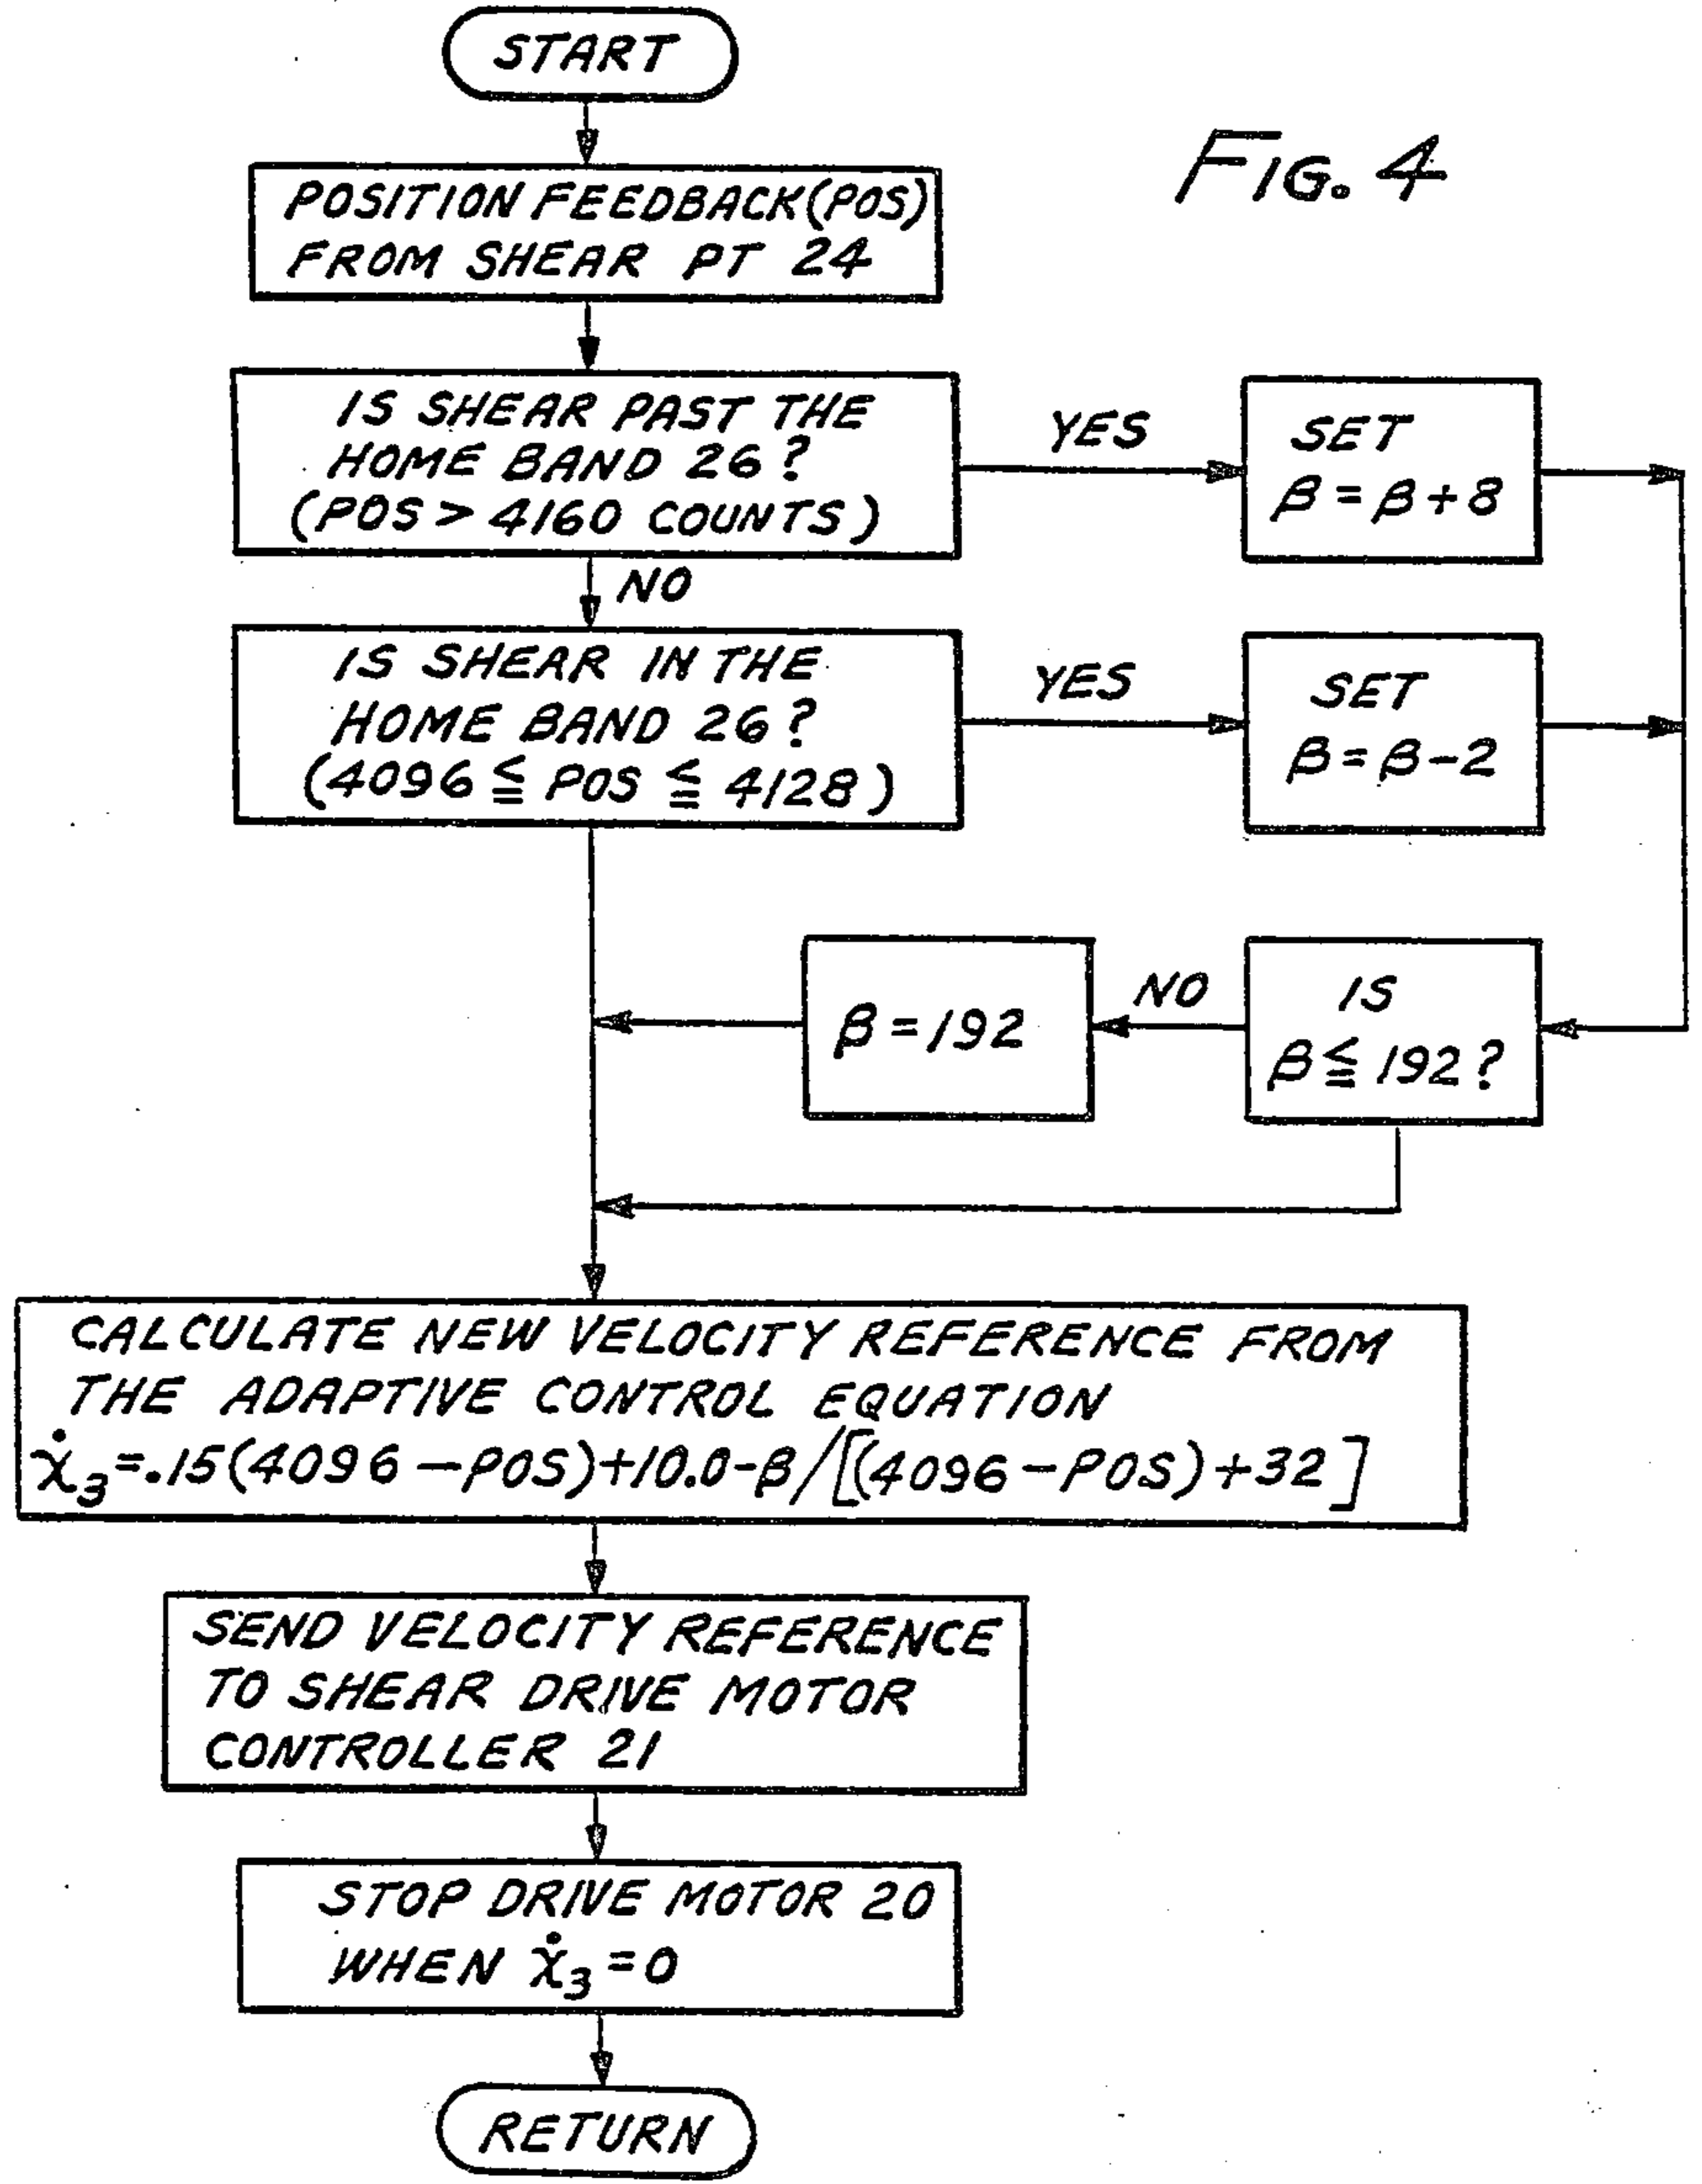 START
FIG. 4
POSITION FEEDBACK(POS)
FROM SHEAR PT 24
IS SHEAR PAST THE
HOME BAND 26?
(POS > 4160 COUNTS)
YES
SET
β = β + 8
NO
IS SHEAR IN THE
HOME BAND 26?
(4096 ≦ POS ≦ 4128)
YES
SET
β = β - 2
IS
β ≦ 192?
NO
β = 192
CALCULATE NEW VELOCITY REFERENCE FROM
THE ADAPTIVE CONTROL EQUATION
ẋ₃ = .15(4096 - POS) + 10.0 - β/[(4096 - POS) + 32]
SEND VELOCITY REFERENCE
TO SHEAR DRIVE MOTOR
CONTROLLER 21
STOP DRIVE MOTOR 20
WHEN ẋ₃ = 0
RETURN